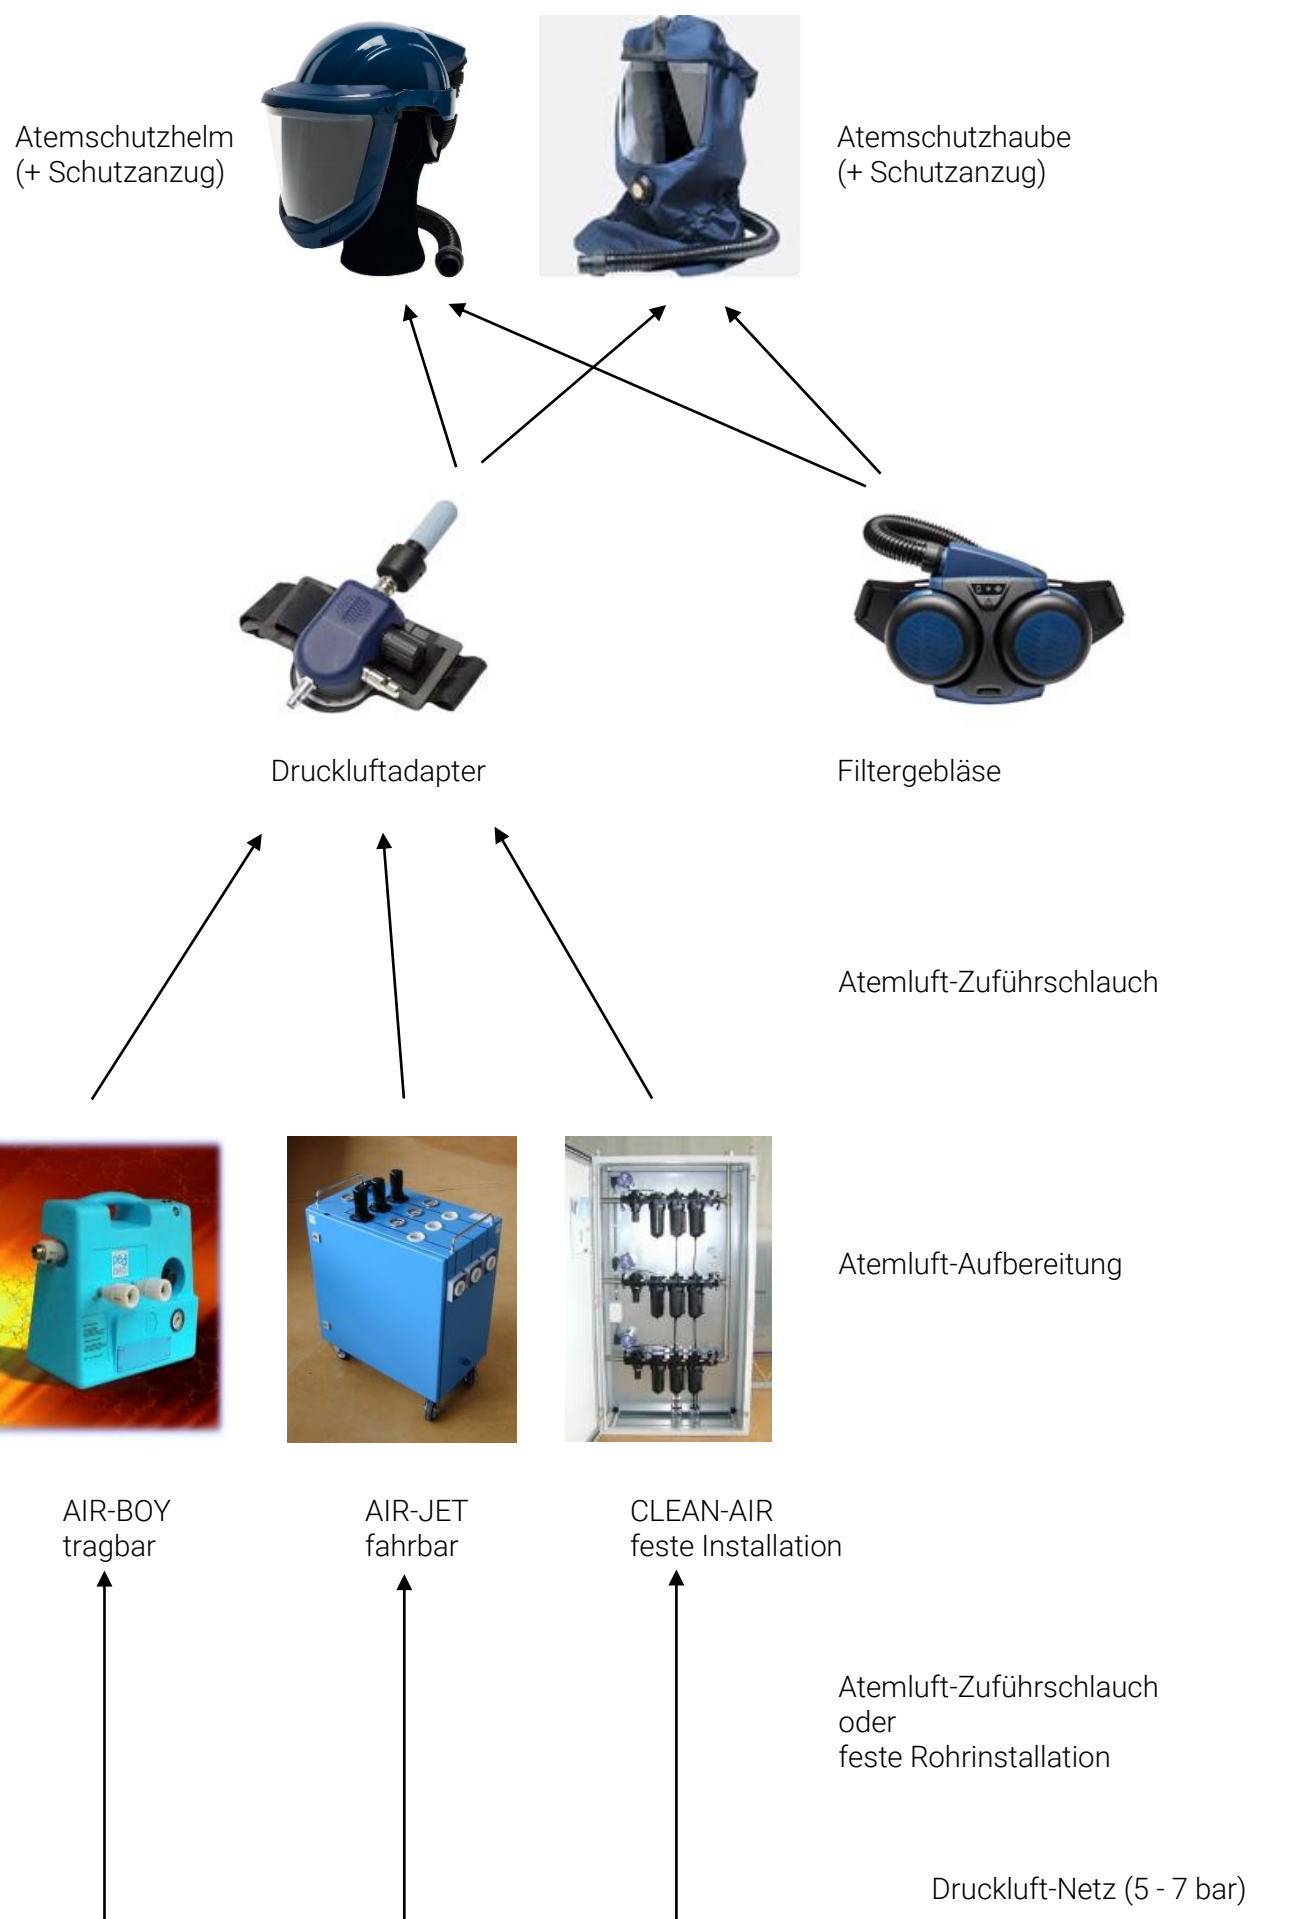 Atemschutzhelm
(+ Schutzanzug)
Atemschutzhaube
(+ Schutzanzug)
Druckluftadapter
Filtergebläse
Atemluft-Zuführschlauch
Atemluft-Aufbereitung
AIR-BOY
tragbar
AIR-JET
fahrbar
CLEAN-AIR
feste Installation
Atemluft-Zuführschlauch
oder
feste Rohrinstallation
Druckluft-Netz (5 - 7 bar)